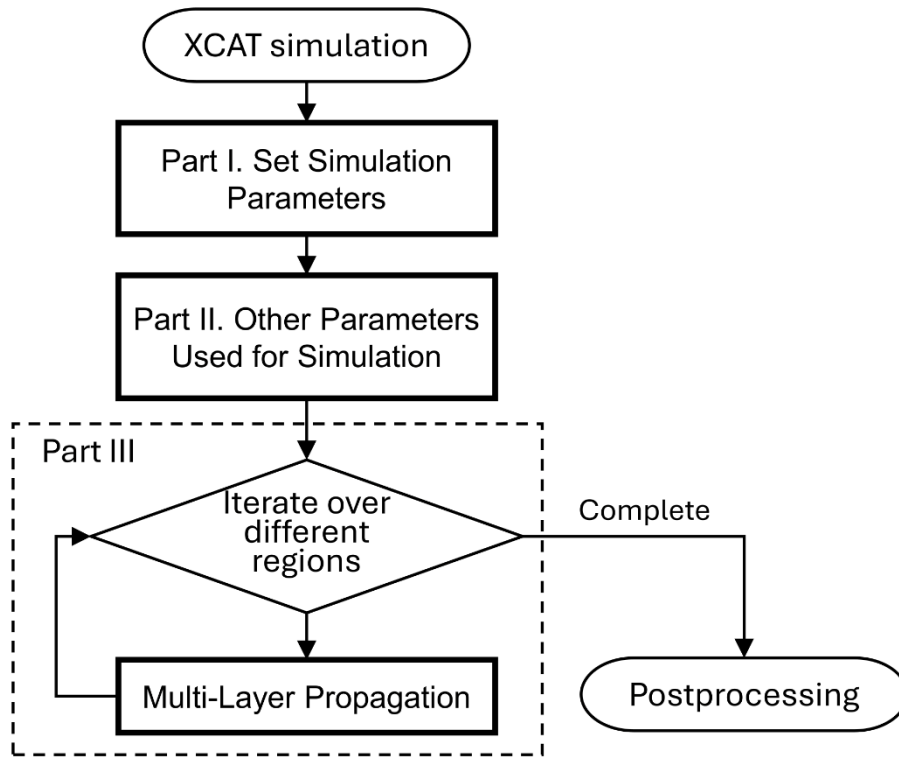 XCAT simulation
Part I. Set Simulation
Parameters
Part II. Other Parameters
Used for Simulation
Part III
Iterate over
different
regions
Complete
Multi-Layer Propagation
Postprocessing